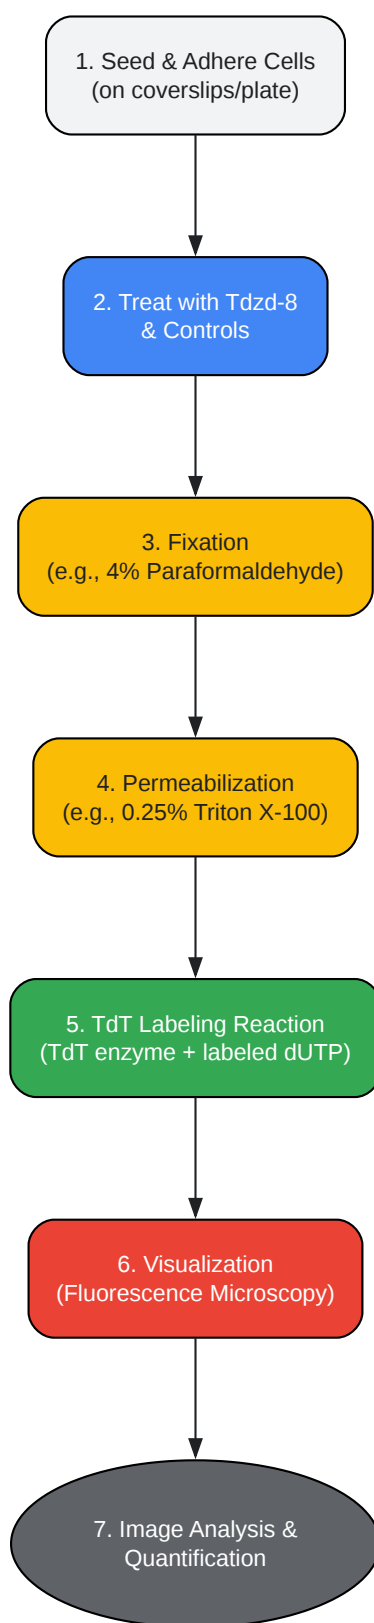 1. Seed & Adhere Cells
(on coverslips/plate)
2. Treat with Tdzd-8
& Controls
3. Fixation
(e.g., 4% Paraformaldehyde)
4. Permeabilization
(e.g., 0.25% Triton X-100)
5. TdT Labeling Reaction
(TdT enzyme + labeled dUTP)
6. Visualization
(Fluorescence Microscopy)
7. Image Analysis &
Quantification